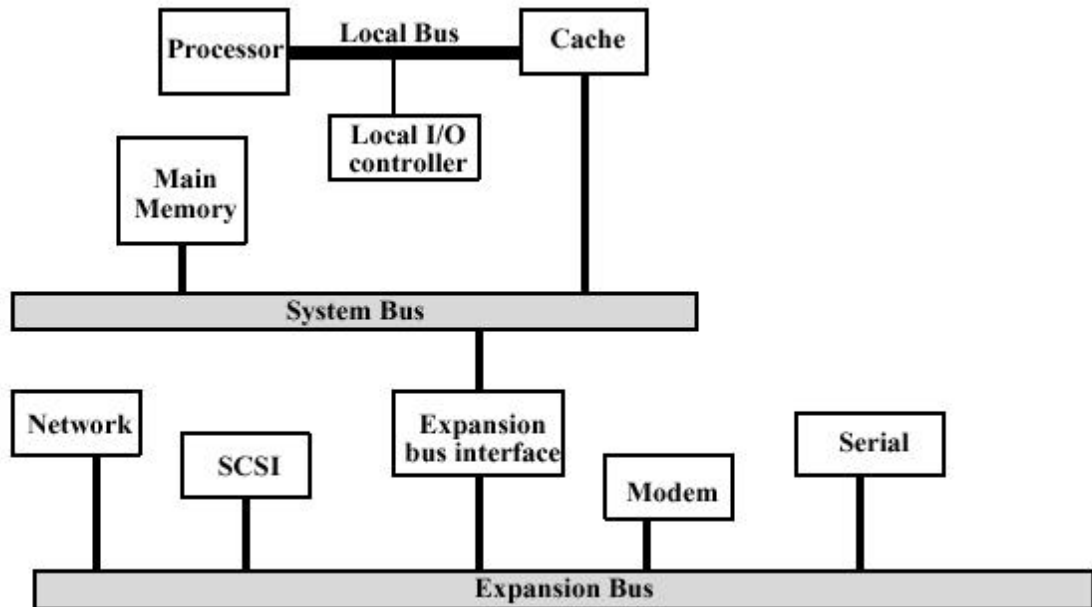 Processor
Local Bus
Cache
Local I/O
controller
Main
Memory
System Bus
Network
SCSI
Expansion
bus interface
Modem
Serial
Expansion Bus